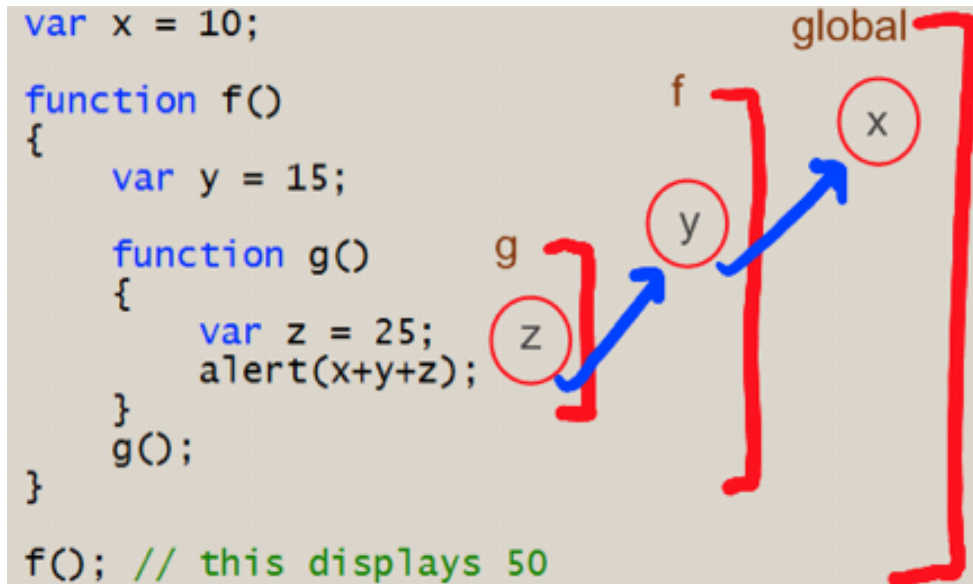 var x = 10;
global
function f()
f
{
x
var y = 15;
y
function g()
g
{
var z = 25;
z
alert(x+y+z);
}
g();
}
f(); // this displays 50